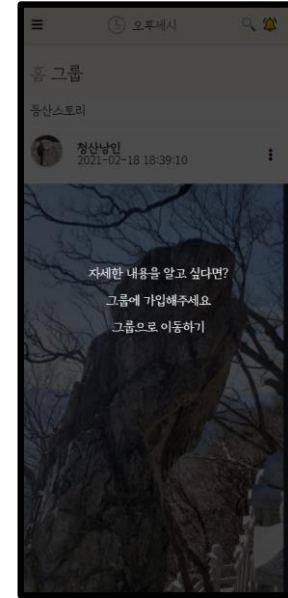 오후세시
홈 그룹
등산스토리
청산낭인
2021-02-18 18:39:10
자세한 내용을 알고 싶다면?
그룹에 가입해주세요
그룹으로 이동하기